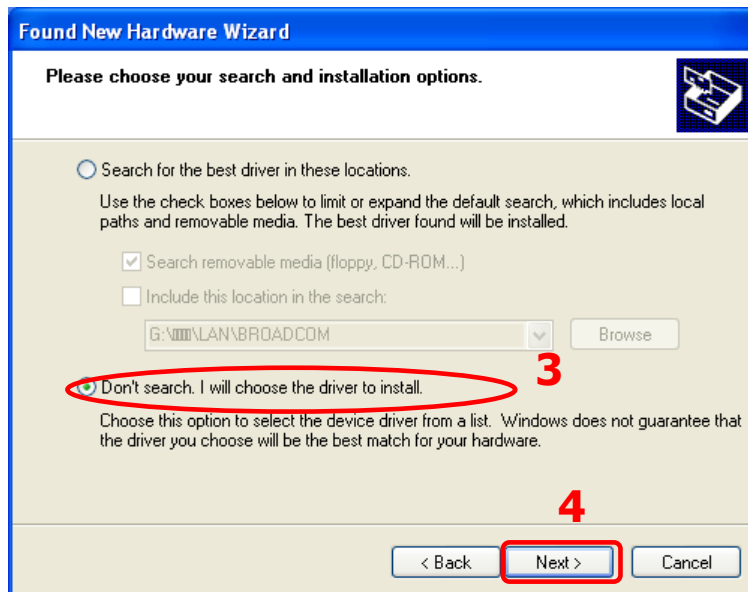 Found New Hardware Wizard
Please choose your search and installation options.
Search for the best driver in these locations.
Use the check boxes below to limit or expand the default search, which includes local
paths and removable media. The best driver found will be installed.
Search removable media (floppy, CD-ROM...)
Include this location in the search:
\LAN\BROADCOM
Browse
3
Don't search. I will choose the driver to install.
Choose this option to select the device driver from a list. Windows does not guarantee that
the driver you choose will be the best match for your hardware.
4
< Back
Next >
Cancel